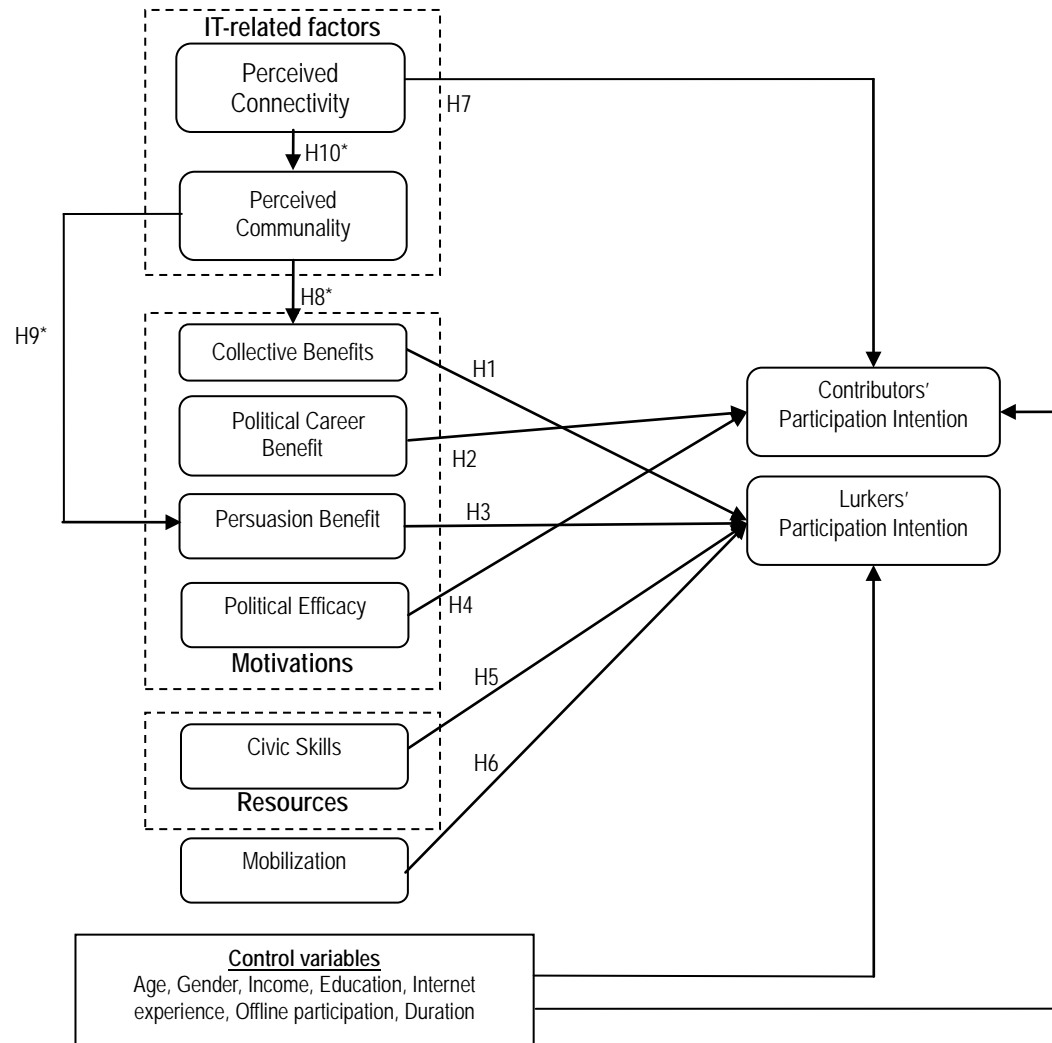 IT-related factors
Perceived
Connectivity
H7
H10*
Perceived
Communality
H8*
H9*
Collective Benefits
H1
Contributors'
Participation Intention
Political Career
Benefit
H2
Lurkers'
Participation Intention
Persuasion Benefit
H3
Political Efficacy
H4
Motivations
H5
Civic Skills
H6
Resources
Mobilization
Control variables
Age, Gender, Income, Education, Internet
experience, Offline participation, Duration